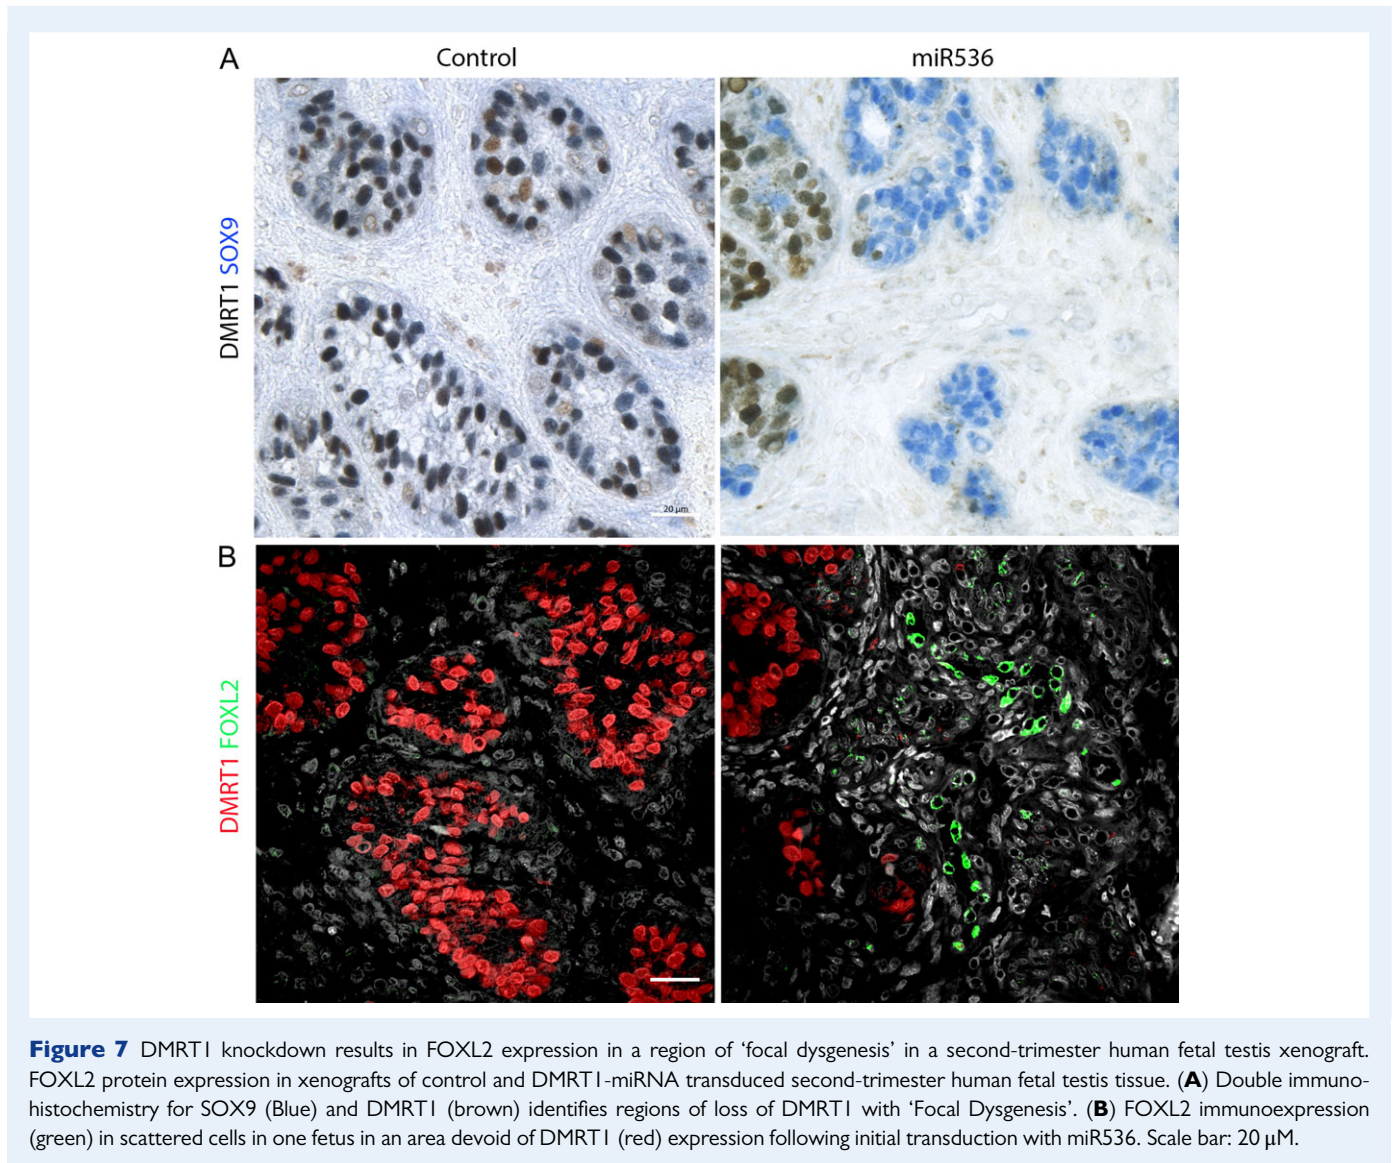 A
Control
miR536
DMRT1 SOX9
20 µm
B
DMRT1 FOXL2
Figure 7 DMRT1 knockdown results in FOXL2 expression in a region of ‘focal dysgenesis’ in a second-trimester human fetal testis xenograft.
FOXL2 protein expression in xenografts of control and DMRT1-miRNA transduced second-trimester human fetal testis tissue. (A) Double immuno-
histochemistry for SOX9 (Blue) and DMRT1 (brown) identifies regions of loss of DMRT1 with ‘Focal Dysgenesis’. (B) FOXL2 immunoexpression
(green) in scattered cells in one fetus in an area devoid of DMRT1 (red) expression following initial transduction with miR536. Scale bar: 20 µM.